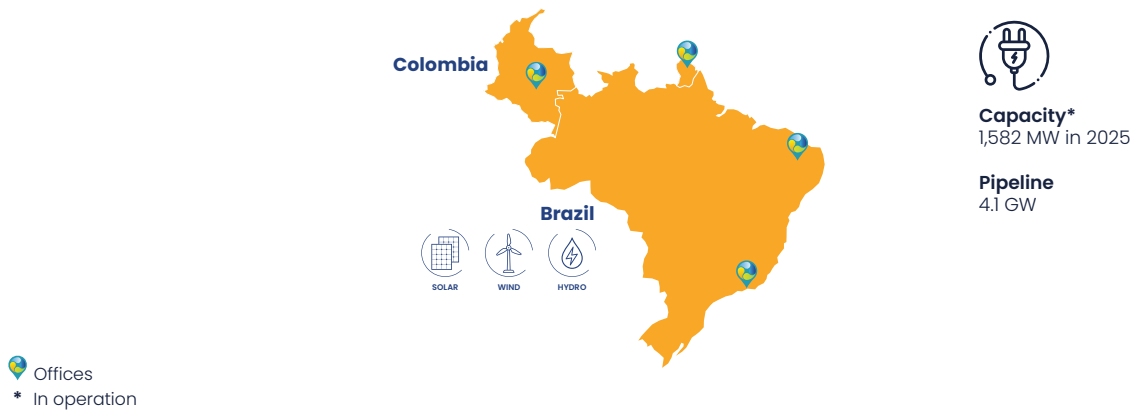 Colombia
Brazil
SOLAR
WIND
HYDRO
Capacity*
1,582 MW in 2025
Pipeline
4.1 GW
Offices
* In operation